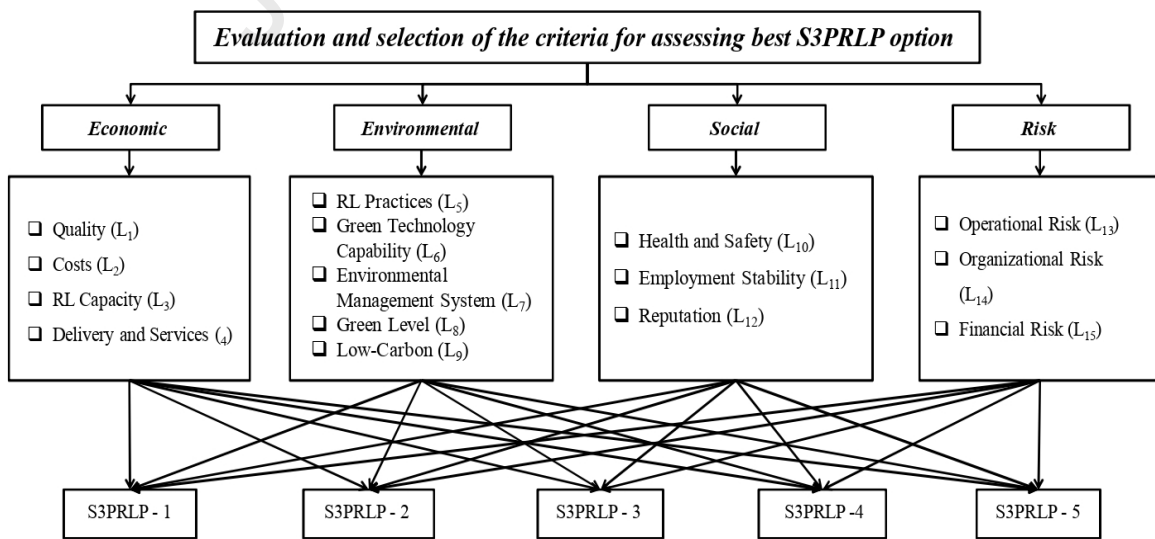 Evaluation and selection of the criteria for assessing best S3PRLP option
Economic
Environmental
Social
Risk
❑ Quality (L₁)
❑ Costs (L₂)
❑ RL Capacity (L₃)
❑ Delivery and Services (₄)
❑ RL Practices (L₅)
❑ Green Technology
Capability (L₆)
❑ Environmental
Management System (L₇)
❑ Green Level (L₈)
❑ Low-Carbon (L₉)
❑ Health and Safety (L₁₀)
❑ Employment Stability (L₁₁)
❑ Reputation (L₁₂)
❑ Operational Risk (L₁₃)
❑ Organizational Risk
(L₁₄)
❑ Financial Risk (L₁₅)
S3PRLP - 1
S3PRLP - 2
S3PRLP - 3
S3PRLP -4
S3PRLP - 5